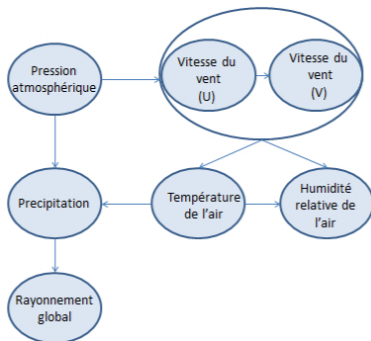 Pression
atmosphérique
Vitesse du
vent
(U)
Vitesse du
vent
(V)
Precipitation
Température
de l'air
Humidité
relative de
l'air
Rayonnement
global